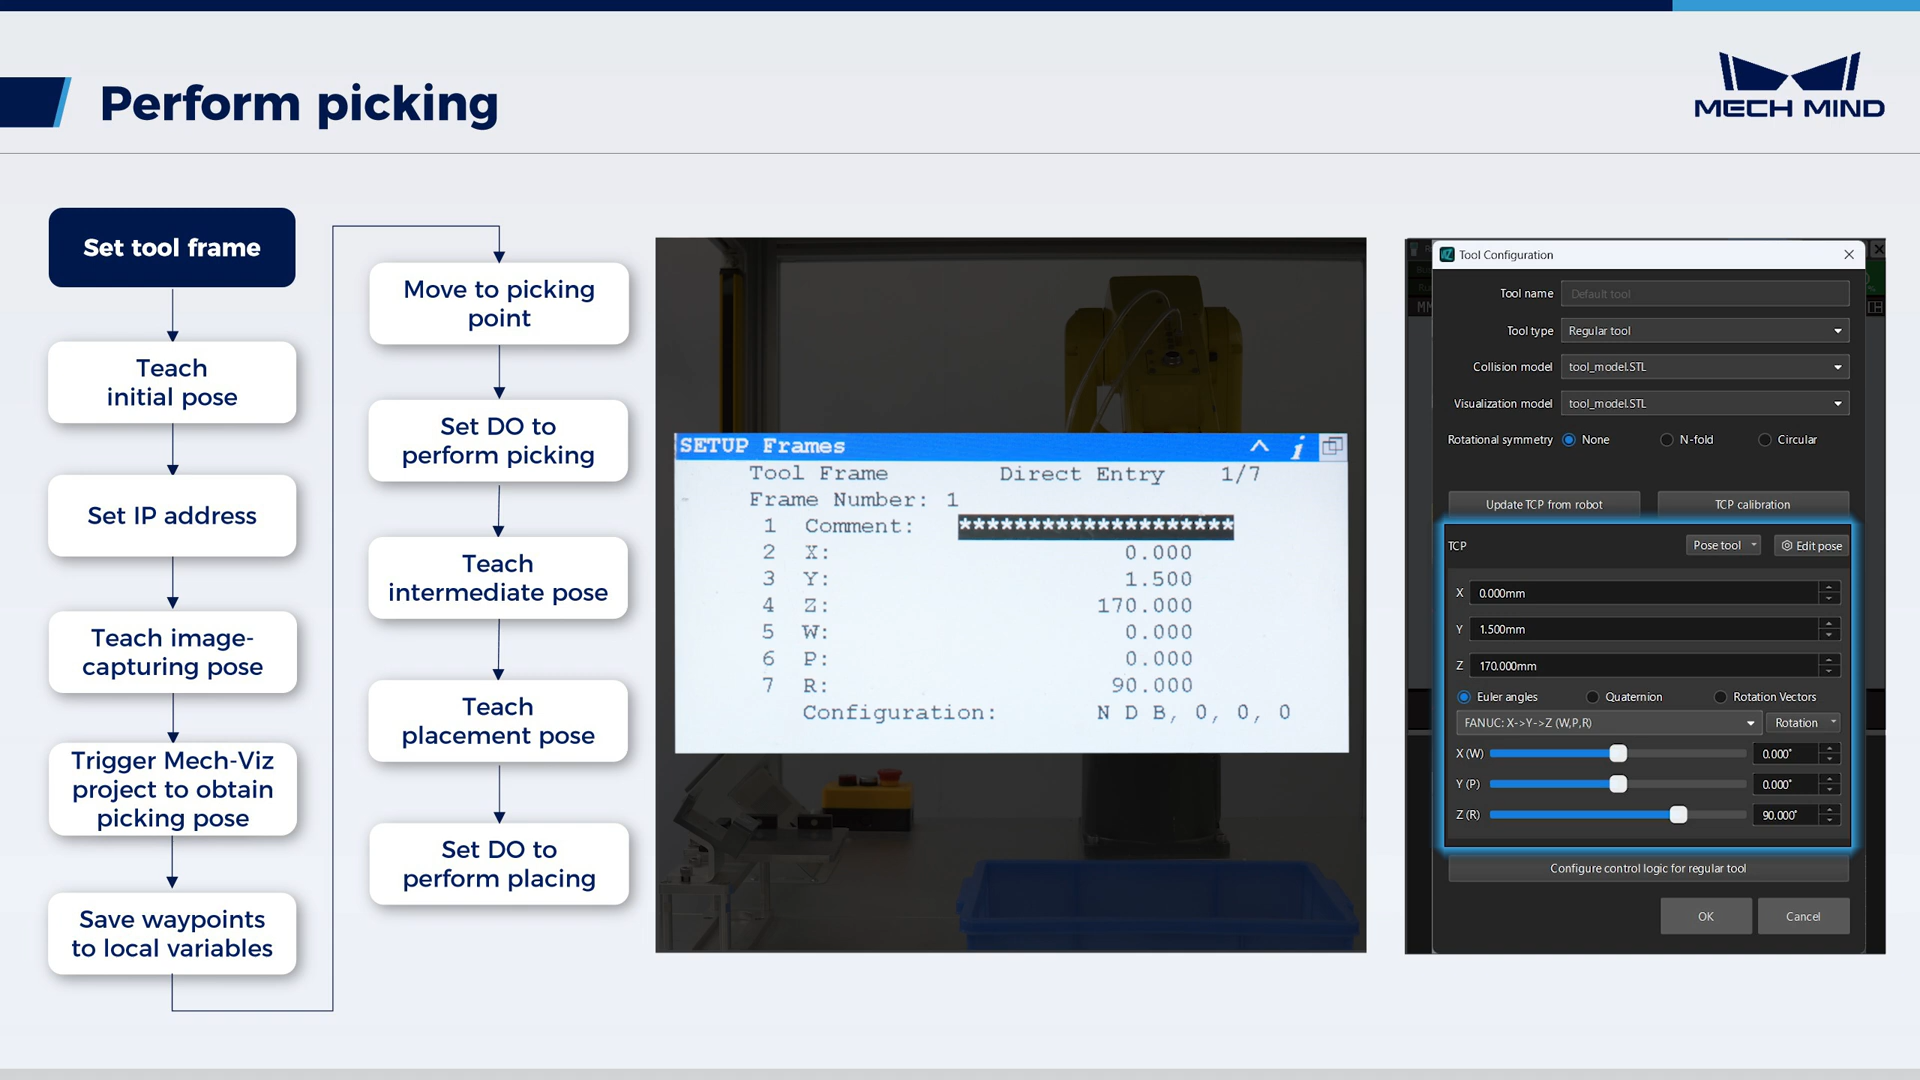 Perform picking
MECH MIND
Set tool frame
Teach
initial pose
Set IP address
Teach image-
capturing pose
Trigger Mech-Viz
project to obtain
picking pose
Save waypoints
to local variables
Move to picking
point
Set DO to
perform picking
Teach
intermediate pose
Teach
placement pose
Set DO to
perform placing
SETUP Frames
Tool Frame Direct Entry 1/7
Frame Number: 1
1 Comment: ********************
2 X: 0.000
3 Y: 1.500
4 Z: 170.000
5 W: 0.000
6 P: 0.000
7 R: 90.000
Configuration: N D B, 0, 0, 0
Tool Configuration
Tool name Default tool
Tool type Regular tool
Collision model tool_model.STL
Visualization model tool_model.STL
Rotational symmetry None N-fold Circular
Update TCP from robot TCP calibration
TCP Pose tool Edit pose
X 0.000mm
Y 1.500mm
Z 170.000mm
Euler angles Quaternion Rotation Vectors
FANUC: X->Y->Z (W,P,R) Rotation
X (W) 0.000°
Y (P) 0.000°
Z (R) 90.000°
Configure control logic for regular tool
OK Cancel